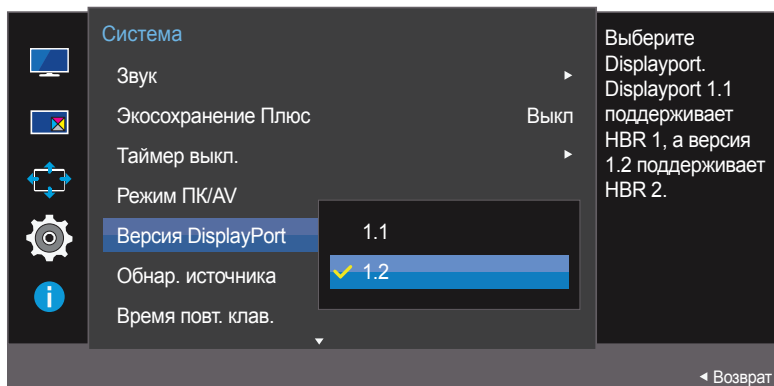 Система
Звук
Экосохранение Плюс Выкл
Таймер выкл.
Режим ПК/AV
Версия DisplayPort
1.1
1.2
Обнар. источника
Время повт. клав.
Выберите
Displayport.
Displayport 1.1
поддерживает
HBR 1, а версия
1.2 поддерживает
HBR 2.
Возврат